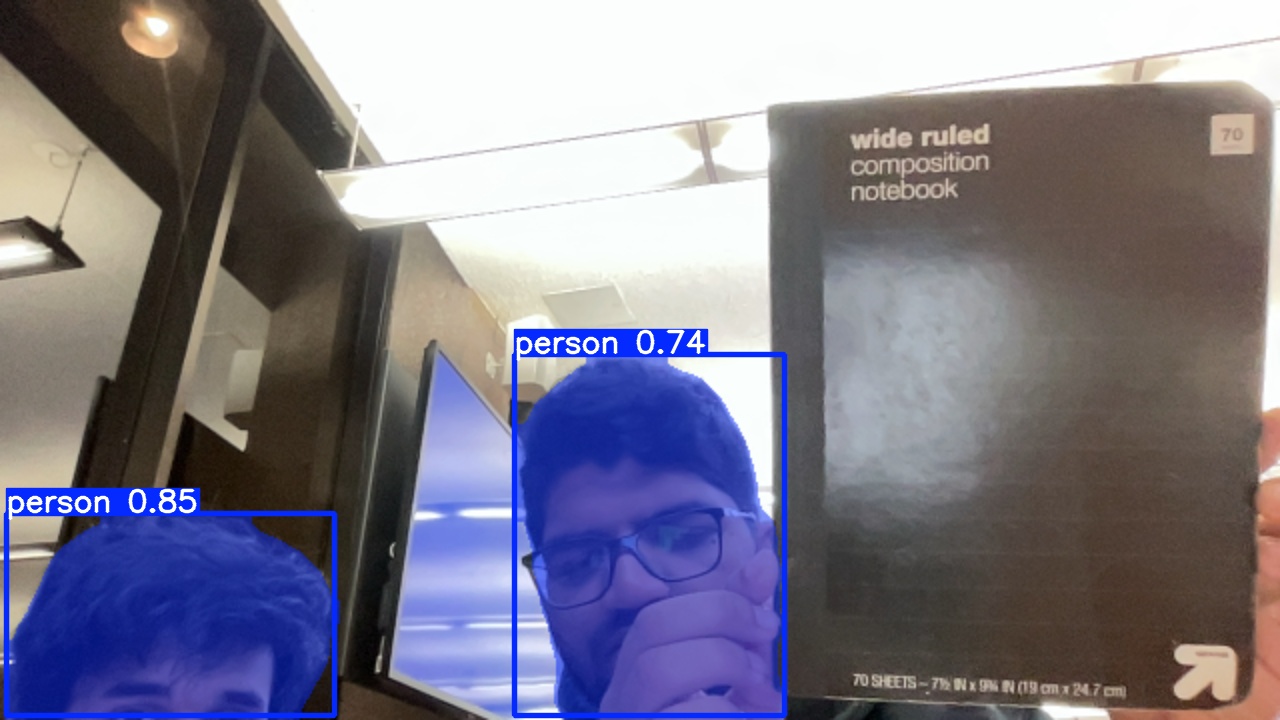 wide ruled
composition
notebook
70
person 0.74
person 0.85
70 SHEETS – 7½ IN x 9¾ IN (19 cm x 24.7 cm)